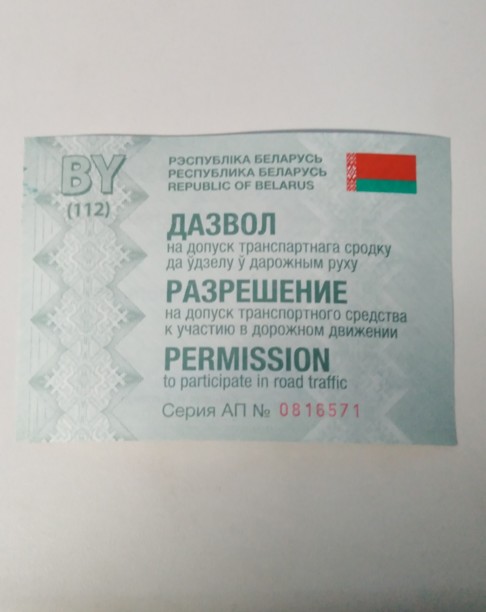 BY
(112)
РЭСПУБЛІКА БЕЛАРУСЬ
РЕСПУБЛИКА БЕЛАРУСЬ
REPUBLIC OF BELARUS
ДАЗВОЛ
на допуск транспартнага сродку
да ўдзелу ў дарожным руху
РАЗРЕШЕНИЕ
на допуск транспортного средства
к участию в дорожном движении
PERMISSION
to participate in road traffic
Серия АП № 0816571